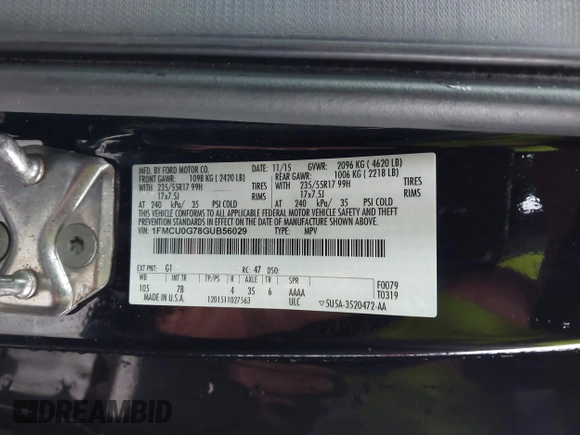 MFD. BY FORD MOTOR CO.
DATE: 11/15 GVWR: 2096 KG ( 4620 LB)
FRONT GAWR: 1098 KG ( 2420 LB)
REAR GAWR: 1006 KG ( 2218 LB)
WITH 235/55R17 99H TIRES
WITH 235/55R17 99H TIRES
17x7.5J RIMS
17x7.5J RIMS
AT 240 kPa/ 35 PSI COLD
AT 240 kPa/ 35 PSI COLD
THIS VEHICLE CONFORMS TO ALL APPLICABLE FEDERAL MOTOR VEHICLE SAFETY AND THEFT PREVENTION STANDARDS IN
EFFECT ON THE DATE OF MANUFACTURE SHOWN ABOVE.
VIN: 1FMCU0G78GUB56029
TYPE: MPV
EXT PNT: G1 RC: 47 DSO:
WB INT TR TP/PS R AXLE TR SPR
105 7B 4 35 6 AAAA
F0079
T0319
MADE IN U.S.A. 1201511027563 ULC 5U5A-3520472-AA
DREAMBID